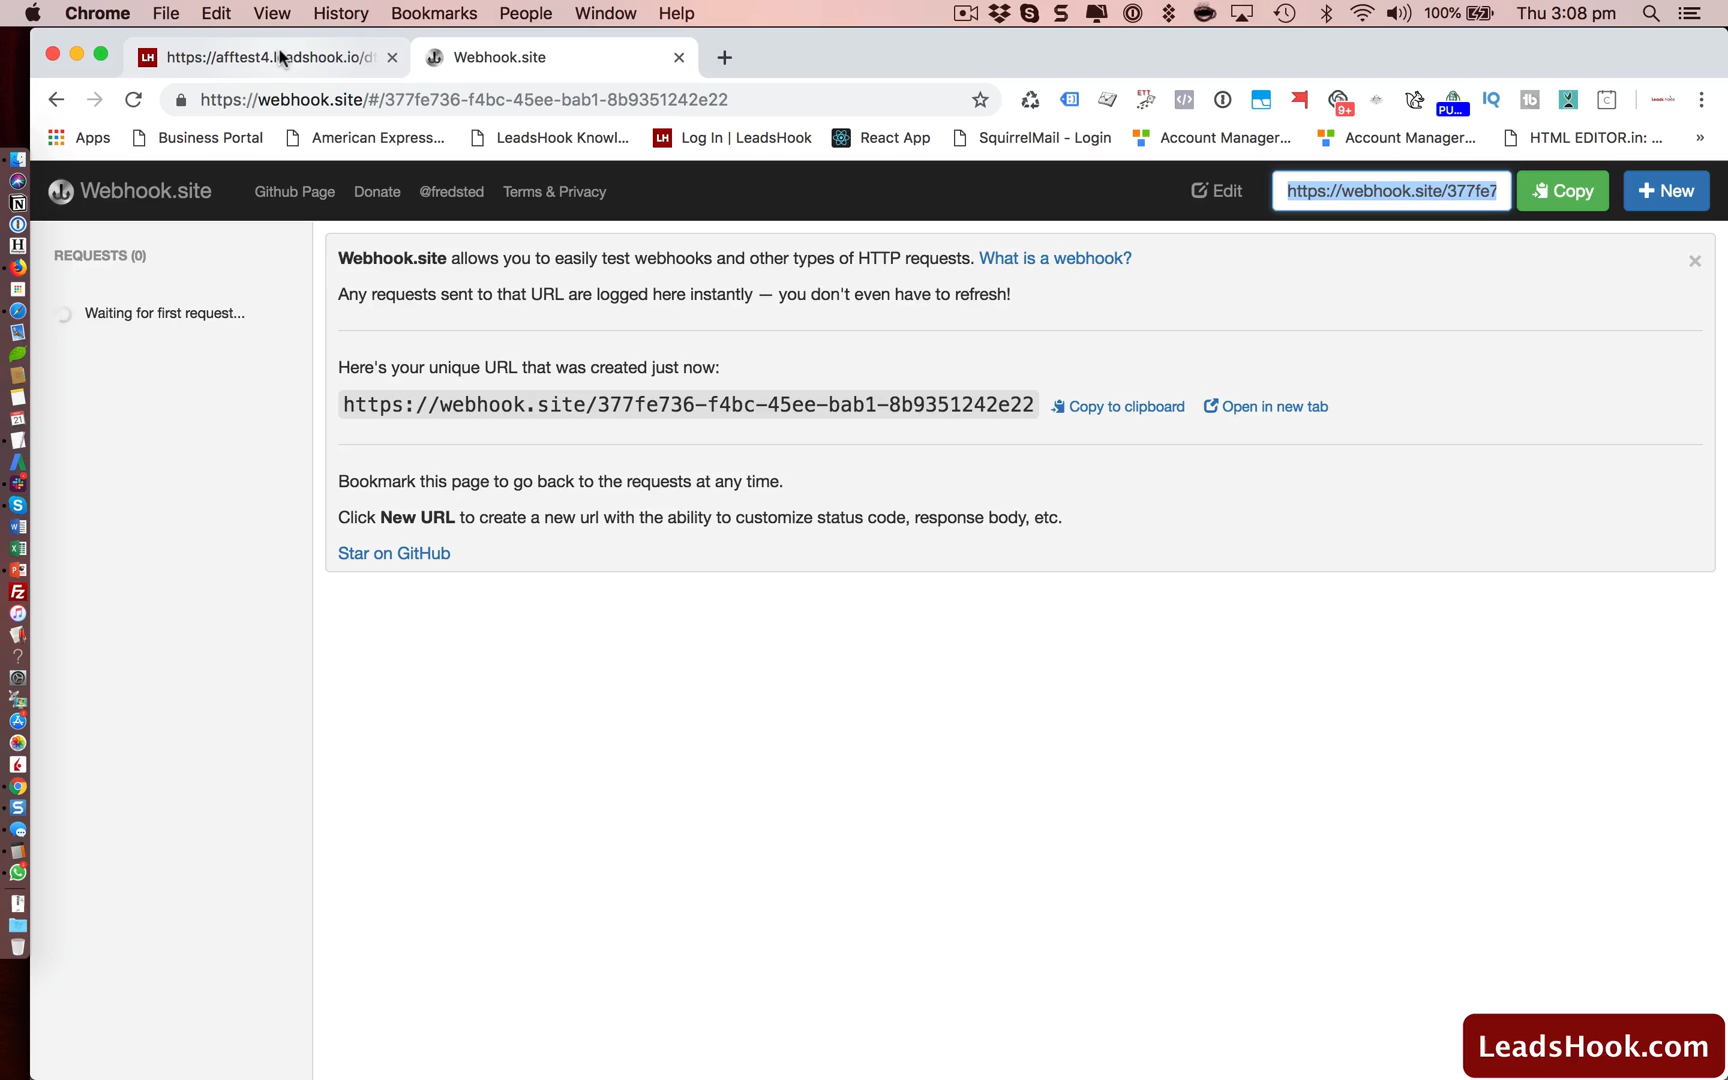 Chrome File Edit View History Bookmarks People Window Help 100% Thu 3:08 pm
LH https://afftest4.leadshook.io/dt Webhook.site
https://webhook.site/#/377fe736-f4bc-45ee-bab1-8b9351242e22
Apps Business Portal American Express... LeadsHook Knowl... LH Log In | LeadsHook React App SquirrelMail - Login Account Manager... Account Manager... HTML EDITOR.in: ... »
Webhook.site Github Page Donate @fredsted Terms & Privacy Edit https://webhook.site/377fe7 Copy + New
REQUESTS (0)
Waiting for first request...
Webhook.site allows you to easily test webhooks and other types of HTTP requests. What is a webhook?
Any requests sent to that URL are logged here instantly — you don't even have to refresh!
Here's your unique URL that was created just now:
https://webhook.site/377fe736-f4bc-45ee-bab1-8b9351242e22 Copy to clipboard Open in new tab
Bookmark this page to go back to the requests at any time.
Click New URL to create a new url with the ability to customize status code, response body, etc.
Star on GitHub
LeadsHook.com